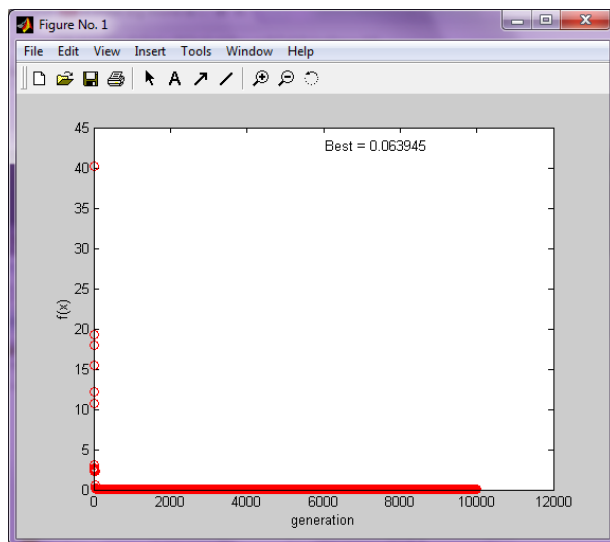 Figure No. 1
File Edit View Insert Tools Window Help
Best = 0.063945
45
40
35
30
25
20
15
10
5
0
f(x)
0 2000 4000 6000 8000 10000 12000
generation